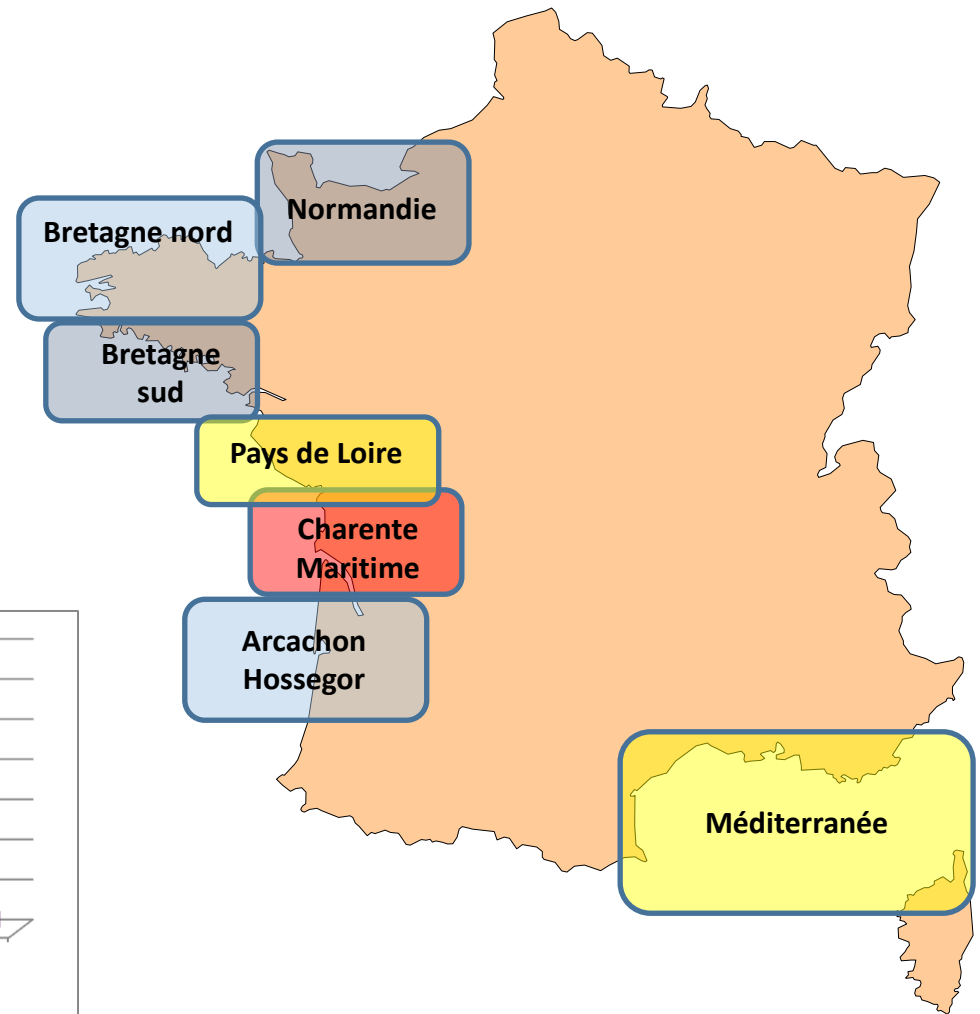 Normandie
Bretagne nord
Bretagne
sud
Pays de Loire
Charente
Maritime
Arcachon
Hossegor
Méditerranée